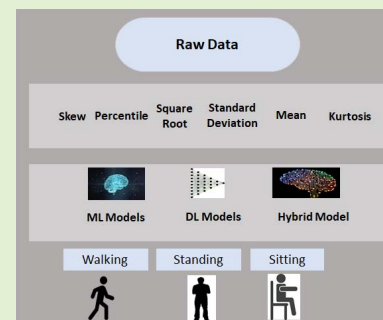 Raw Data
Skew Percentile Square Root Standard Deviation Mean Kurtosis
ML Models DL Models Hybrid Model
Walking Standing Sitting